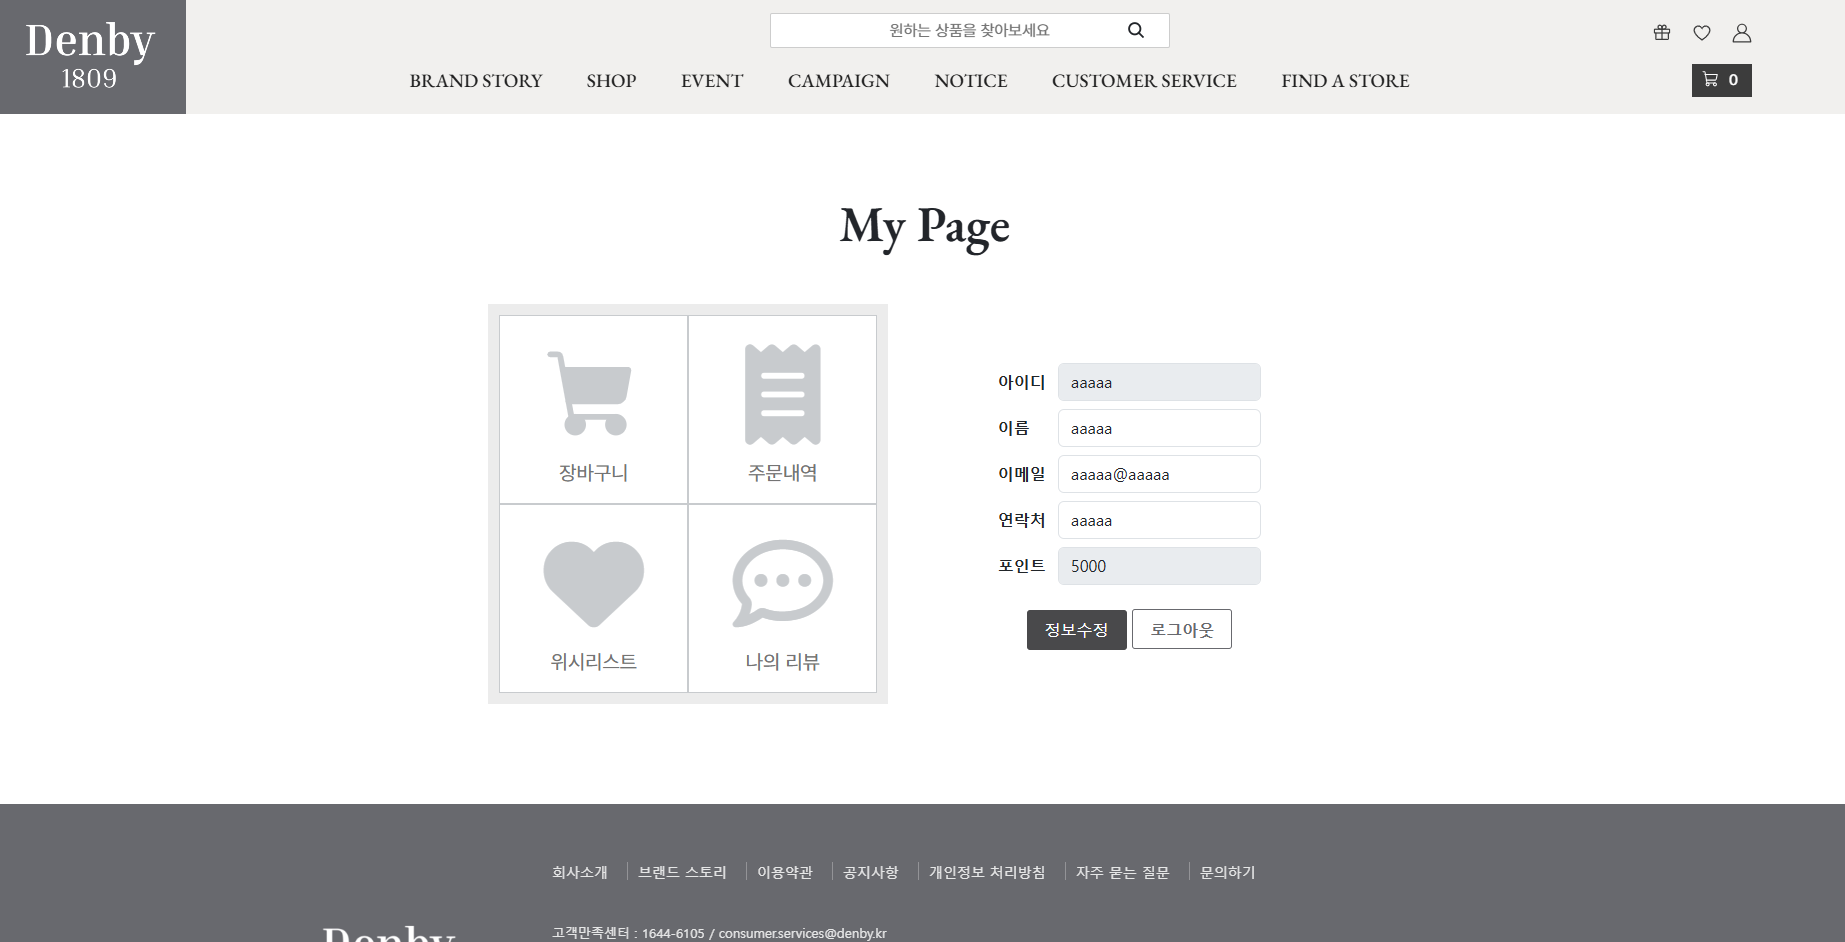 Denby
1809
원하는 상품을 찾아보세요
BRAND STORY SHOP EVENT CAMPAIGN NOTICE CUSTOMER SERVICE FIND A STORE
0
My Page
장바구니
주문내역
위시리스트
나의 리뷰
아이디 aaaaa
이름 aaaaa
이메일 aaaaa@aaaaa
연락처 aaaaa
포인트 5000
정보수정 로그아웃
회사소개 브랜드 스토리 이용약관 공지사항 개인정보 처리방침 자주 묻는 질문 문의하기
Denby
고객만족센터 : 1644-6105 / consumer.services@denby.kr